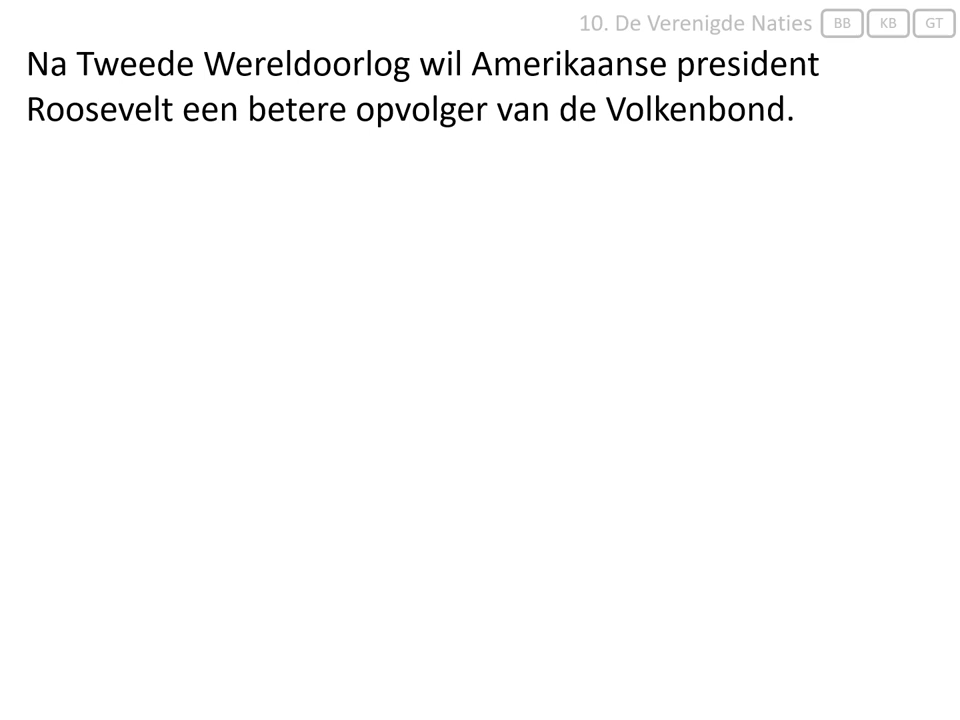 10. De Verenigde Naties BB KB GT
Na Tweede Wereldoorlog wil Amerikaanse president
Roosevelt een betere opvolger van de Volkenbond.